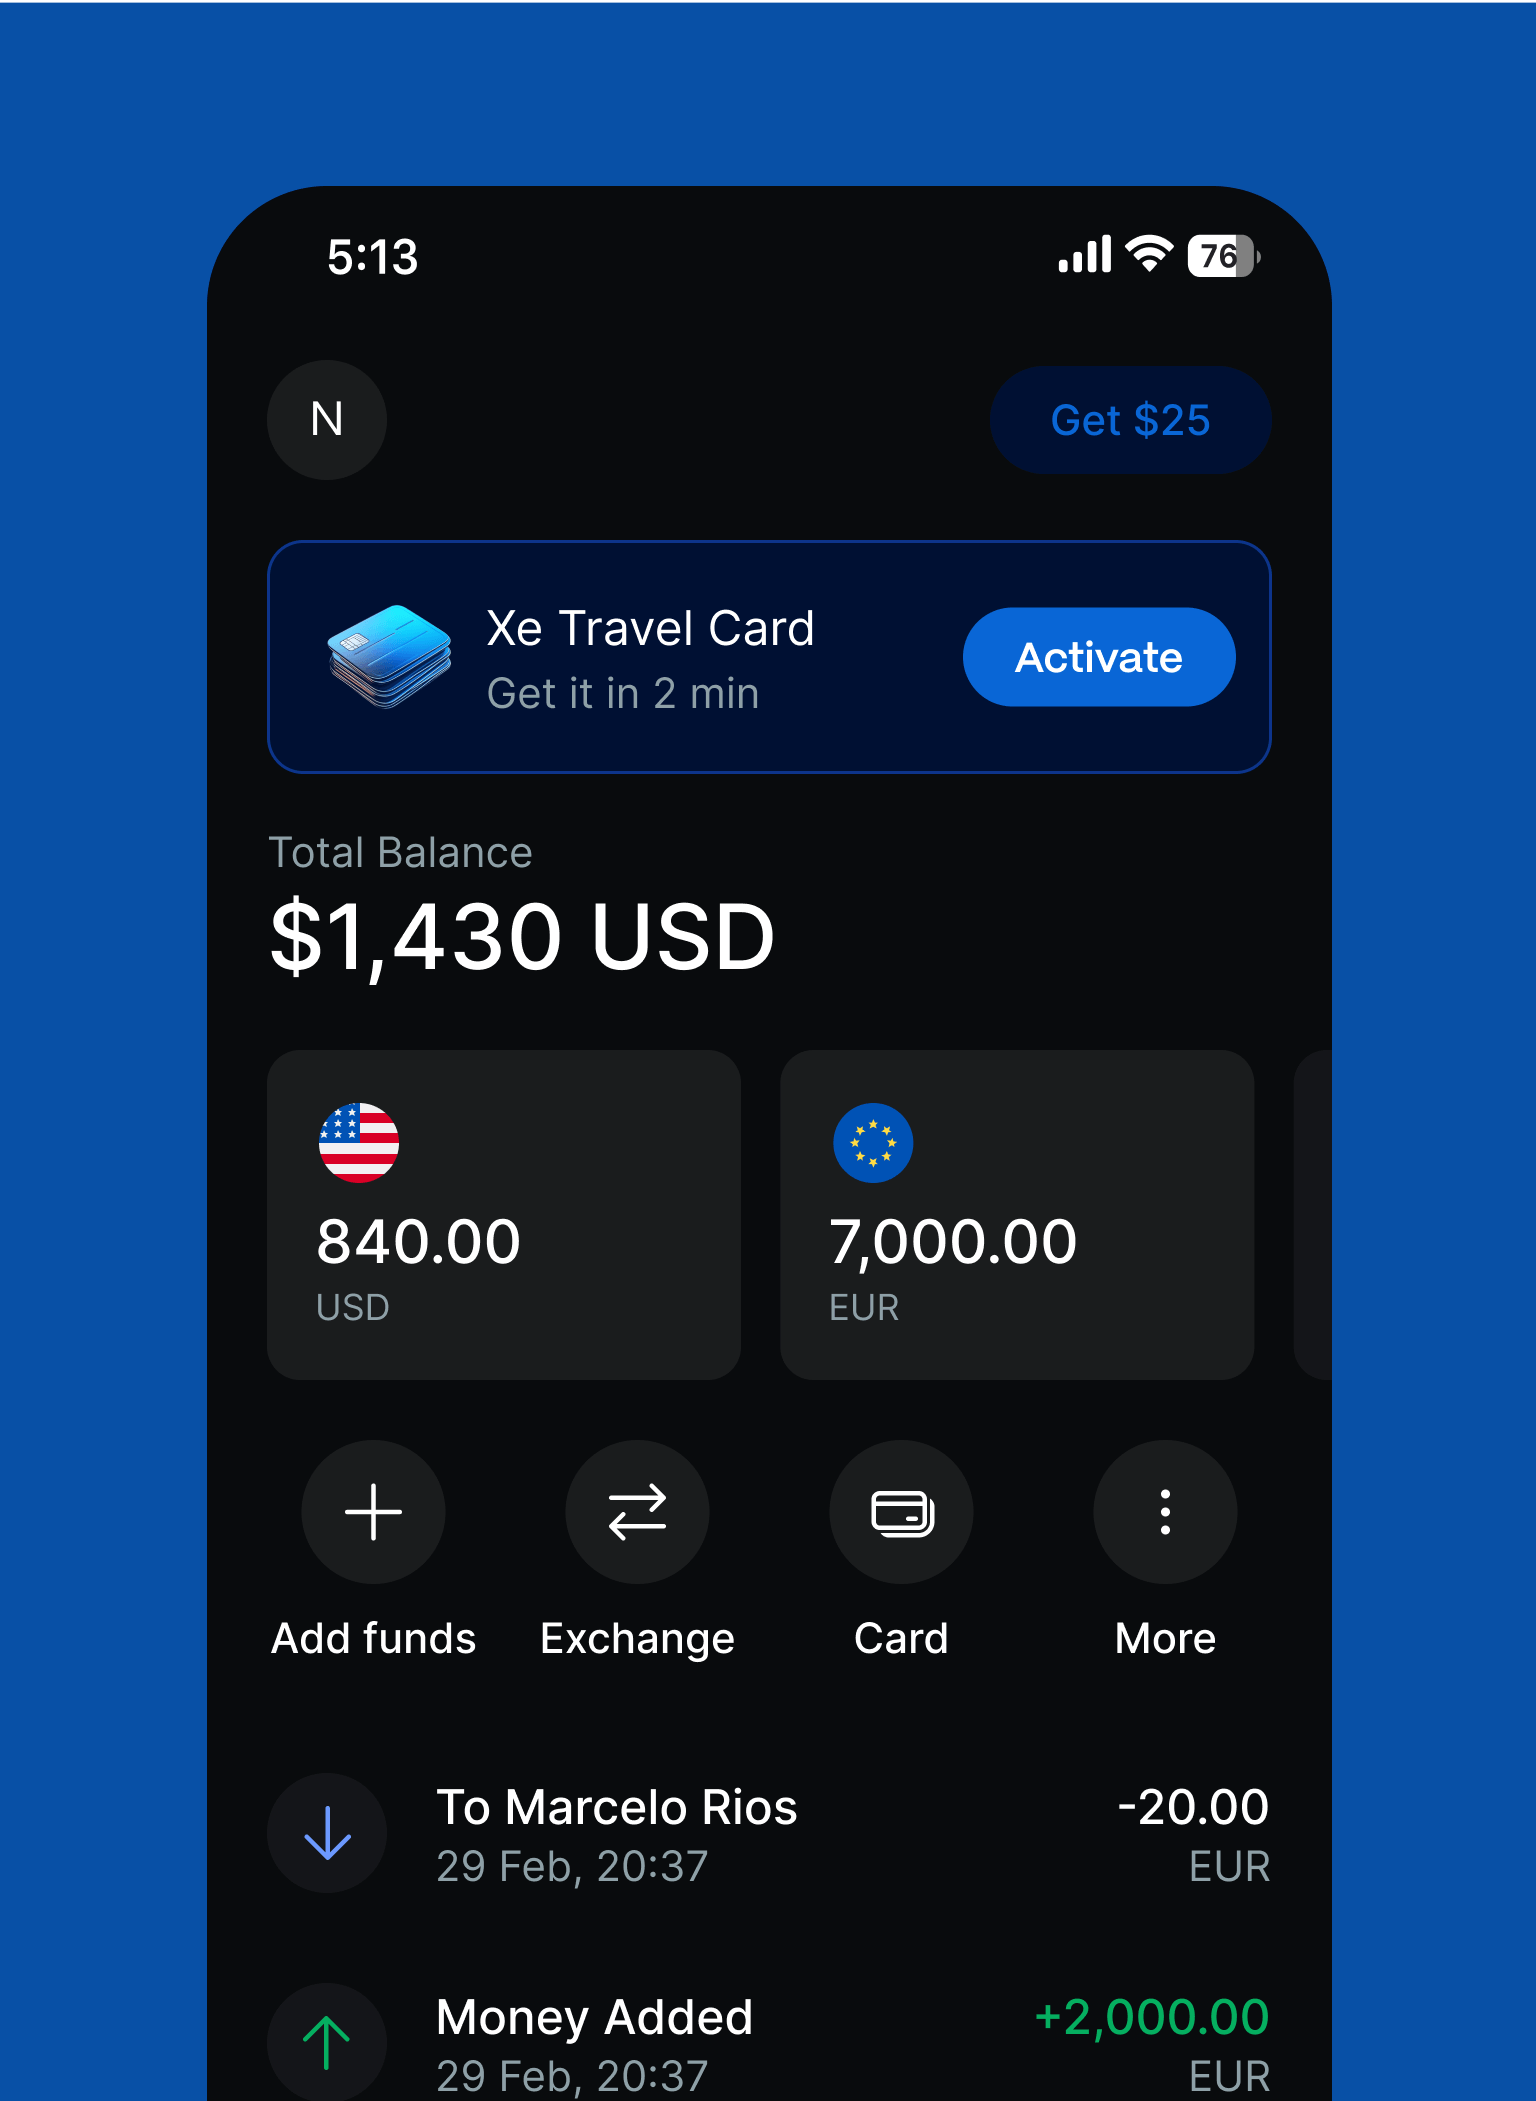 5:13
76
N
Get $25
Xe Travel Card
Get it in 2 min
Activate
Total Balance
$1,430 USD
840.00
USD
7,000.00
EUR
Add funds
Exchange
Card
More
To Marcelo Rios
-20.00
29 Feb, 20:37
EUR
Money Added
+2,000.00
29 Feb, 20:37
EUR